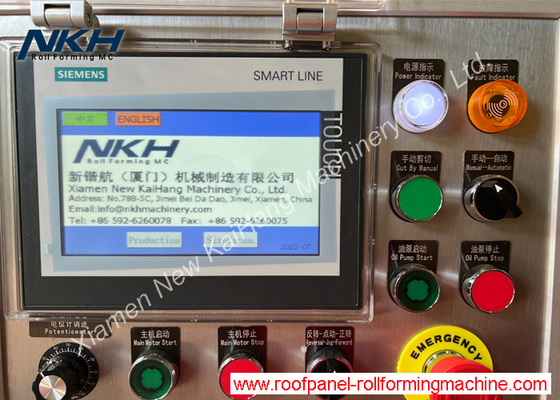 NKH
Roll Forming MC
SIEMENS
SMART LINE
TOUCH
中文
ENGLISH
NKH
Roll Forming MC
新锴航（厦门）机械制造有限公司
Xiamen New KaiHang Machinery Co., Ltd.
Address: No.788-5C, Jimei Bei Da Dao, Jimei, Xiamen, China
Email:info@nkhmachinery.com
Tel: +86 592-6260078 Fax: +86 592-6260075
Production
2022-07
电源指示
Power Indicator
故障指示
Fault Indicator
手动剪切
Cut By Manual
手动---自动
Manual---Automatic
油泵启动
Oil Pump Start
油泵停止
Oil Pump Stop
电位计调速
Potentiometer
主机启动
Main Motor Start
主机停止
Main Motor Stop
反转-点动-正转
Reversal-Jog-Forward
EMERGENCY
Xiamen New KaiHang Machinery Co., Ltd.
www.roofpanel-rollformingmachine.com